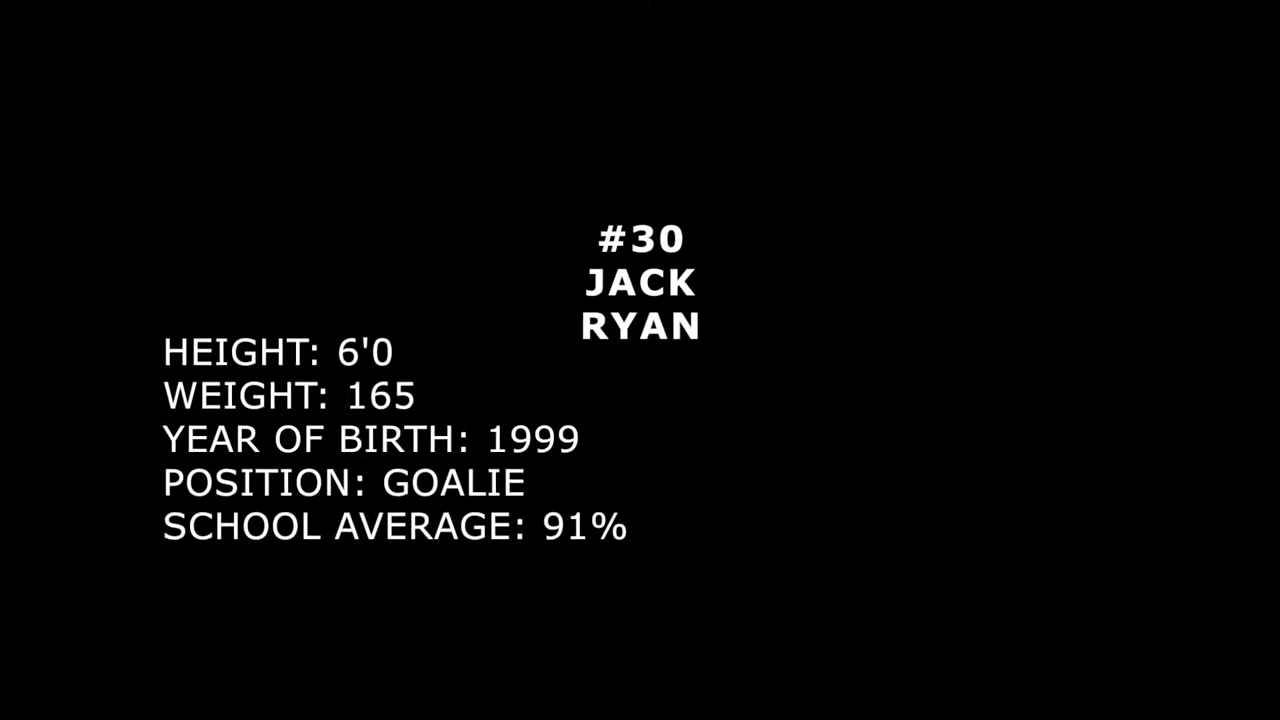 #30
JACK
RYAN
HEIGHT: 6'0
WEIGHT: 165
YEAR OF BIRTH: 1999
POSITION: GOALIE
SCHOOL AVERAGE: 91%